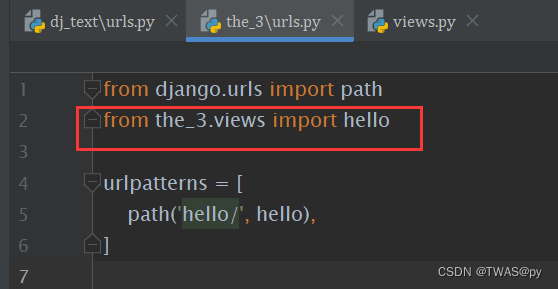 dj_text\urls.py the_3\urls.py views.py
1 from django.urls import path
2 from the_3.views import hello
3
4 urlpatterns = [
5 path('hello/', hello),
6 ]
7
CSDN @TWAS@py